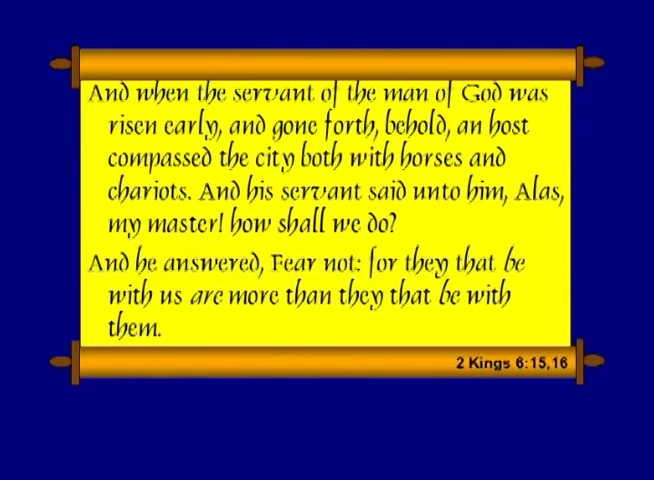 And when the servant of the man of God was
risen early, and gone forth, behold, an host
compassed the city both with horses and
chariots. And his servant said unto him, Alas,
my master! how shall we do?
And he answered, Fear not: for they that be
with us are more than they that be with
them.
2 Kings 6:15,16